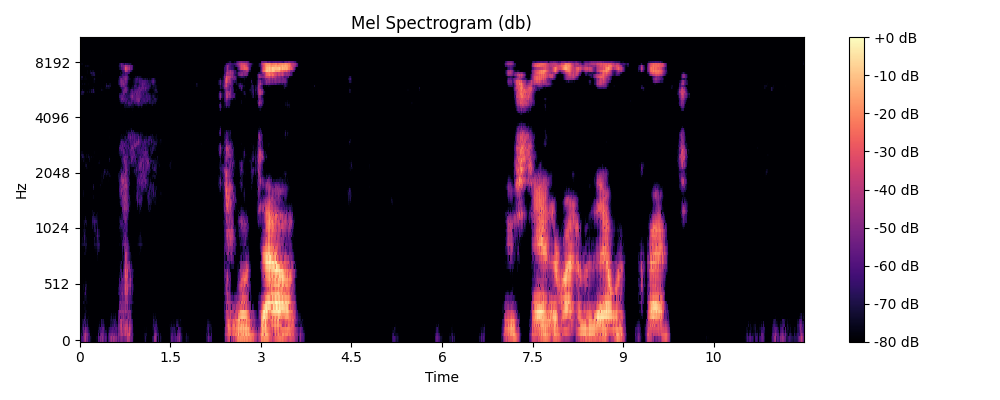 Mel Spectrogram (db)
8192
4096
2048
1024
512
0
Hz
0 1.5 3 4.5 6 7.5 9 10
Time
+0 dB
-10 dB
-20 dB
-30 dB
-40 dB
-50 dB
-60 dB
-70 dB
-80 dB